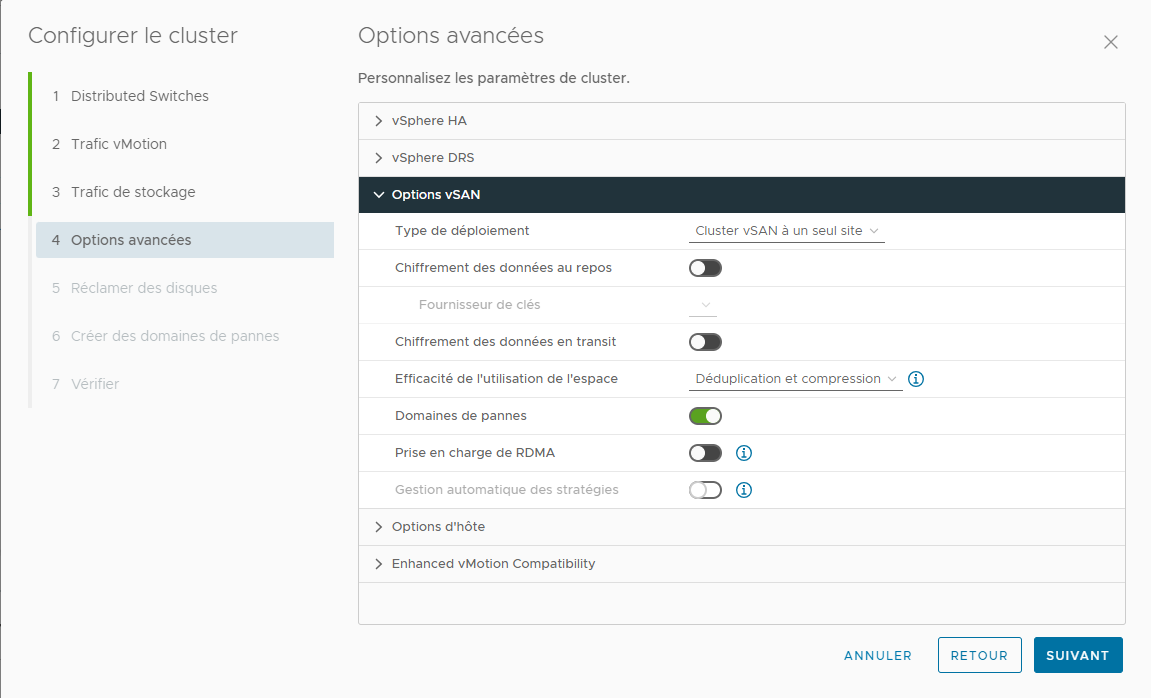 Configurer le cluster
1 Distributed Switches
2 Trafic vMotion
3 Trafic de stockage
4 Options avancées
5 Réclamer des disques
6 Créer des domaines de pannes
7 Vérifier
Options avancées
Personnalisez les paramètres de cluster.
vSphere HA
vSphere DRS
Options vSAN
Type de déploiement Cluster vSAN à un seul site
Chiffrement des données au repos
Fournisseur de clés
Chiffrement des données en transit
Efficacité de l'utilisation de l'espace Déduplication et compression
Domaines de pannes
Prise en charge de RDMA
Gestion automatique des stratégies
Options d'hôte
Enhanced vMotion Compatibility
ANNULER RETOUR SUIVANT